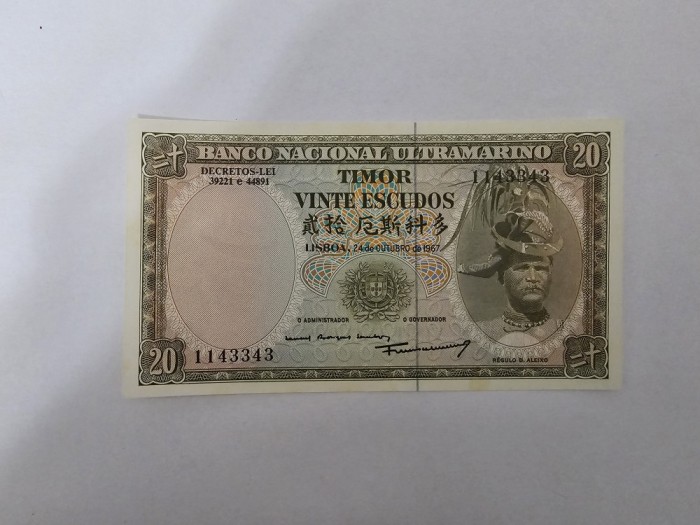 二十 BANCO NACIONAL ULTRAMARINO 20
DECRETOS-LEI
39221 e 44891
TIMOR
1143343
VINTE ESCUDOS
貳拾 厄斯科多
LISBOA, 24 de OUTUBRO de 1967
O ADMINISTRADOR O GOVERNADOR
20 1143343
RÉGULO D. ALEIXO
二十